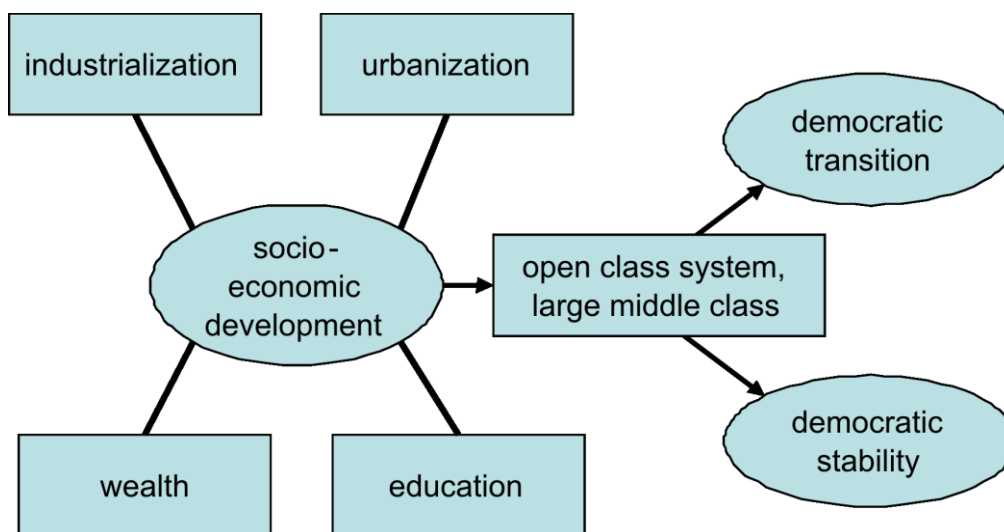 industrialization
urbanization
democratic
transition
socio-
economic
development
open class system,
large middle class
democratic
stability
wealth
education